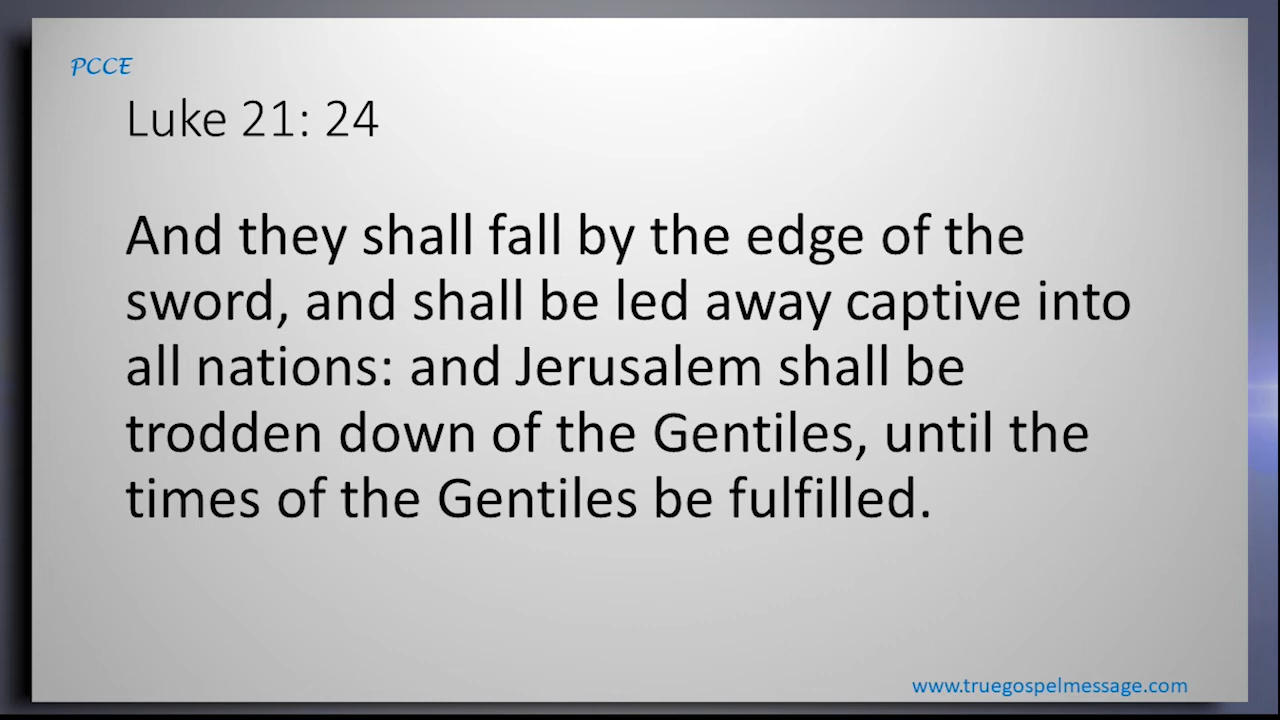 PCCE
Luke 21: 24
And they shall fall by the edge of the
sword, and shall be led away captive into
all nations: and Jerusalem shall be
trodden down of the Gentiles, until the
times of the Gentiles be fulfilled.
www.truegospelmessage.com